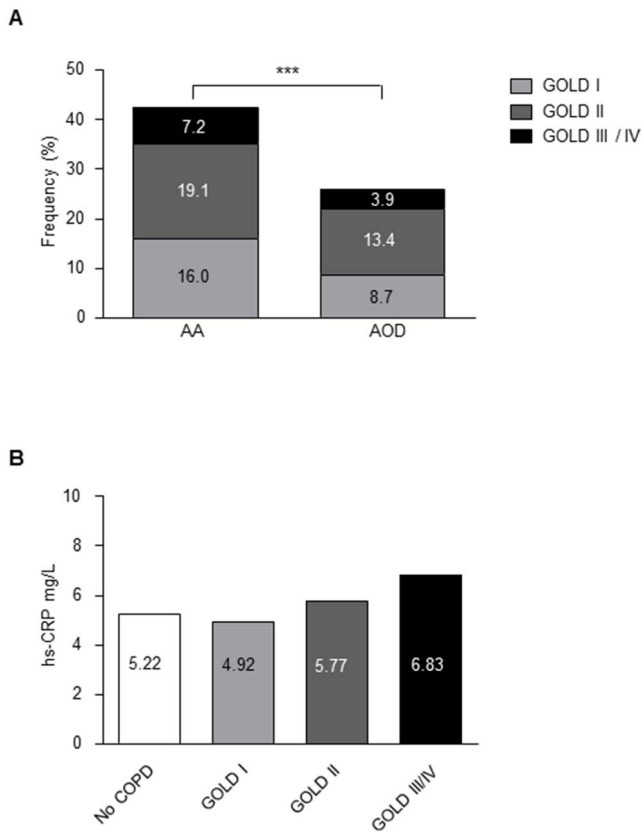 A
***
50
40
30
20
10
0
Frequency (%)
7.2
19.1
16.0
3.9
13.4
8.7
AA
AOD
GOLD I
GOLD II
GOLD III / IV
B
10
8
6
4
2
0
hs-CRP mg/L
5.22
4.92
5.77
6.83
No COPD
GOLD I
GOLD II
GOLD III/IV